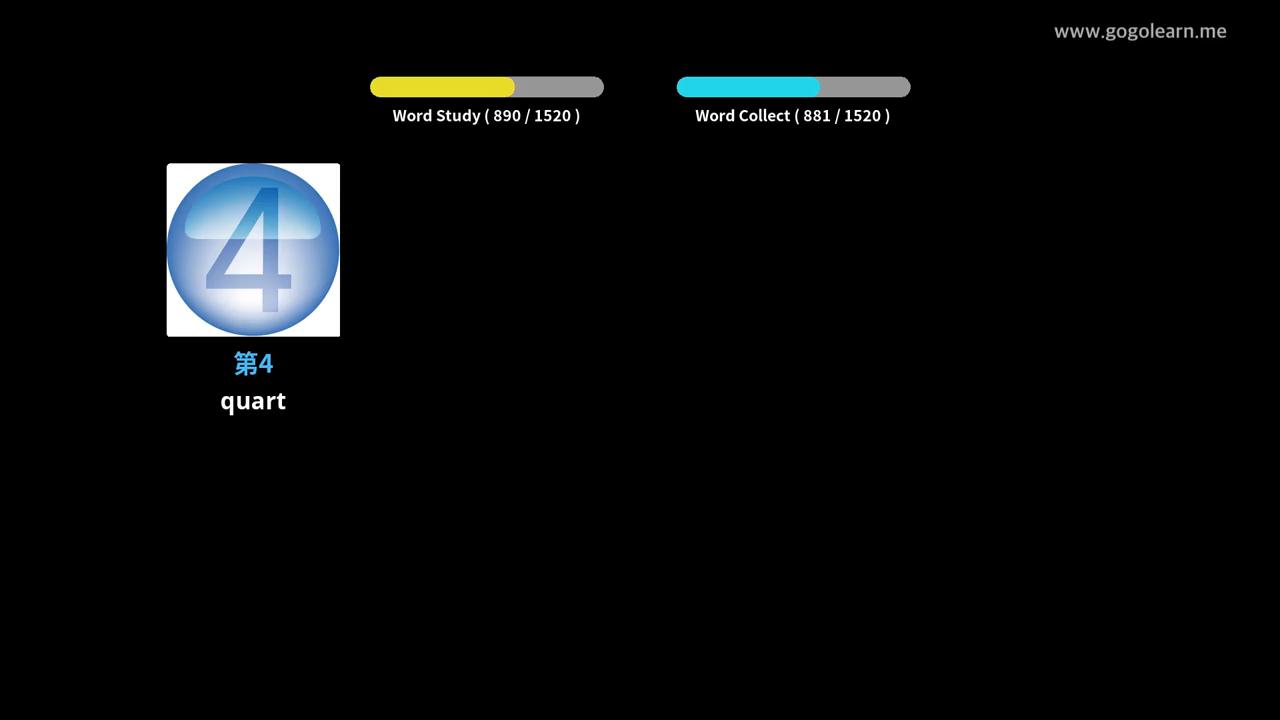 www.gogolearn.me
Word Study ( 890 / 1520 )
Word Collect ( 881 / 1520 )
4
第4
quart